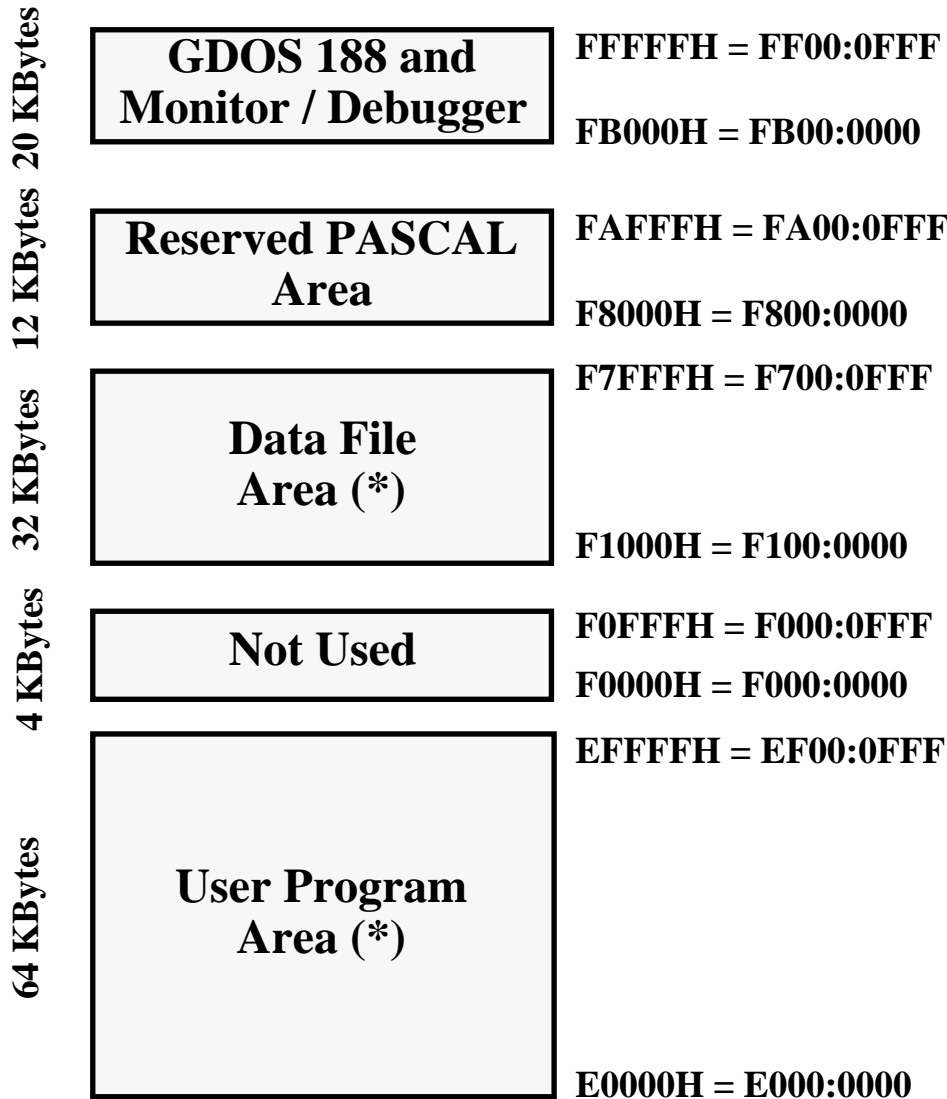 20 KBytes
GDOS 188 and
Monitor / Debugger
FFFFFH = FF00:0FFF
FB000H = FB00:0000
12 KBytes
Reserved PASCAL
Area
FAFFFH = FA00:0FFF
F8000H = F800:0000
32 KBytes
Data File
Area (*)
F7FFFH = F700:0FFF
F1000H = F100:0000
4 KBytes
Not Used
F0FFFH = F000:0FFF
F0000H = F000:0000
64 KBytes
User Program
Area (*)
EFFFFH = EF00:0FFF
E0000H = E000:0000